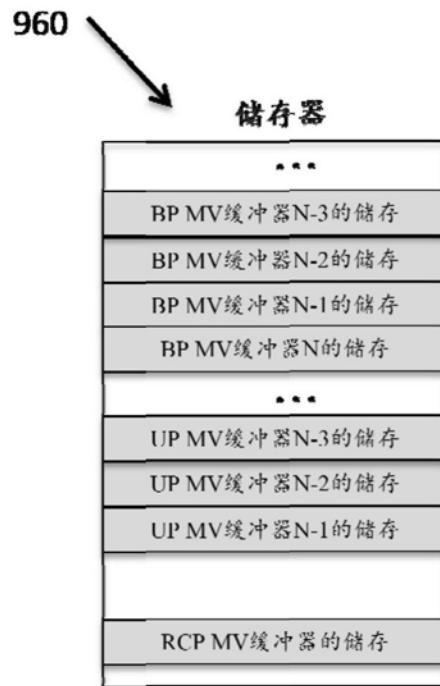 960
储存器
...
BP MV缓冲器N-3的储存
BP MV缓冲器N-2的储存
BP MV缓冲器N-1的储存
BP MV缓冲器N的储存
...
UP MV缓冲器N-3的储存
UP MV缓冲器N-2的储存
UP MV缓冲器N-1的储存
RCP MV缓冲器的储存